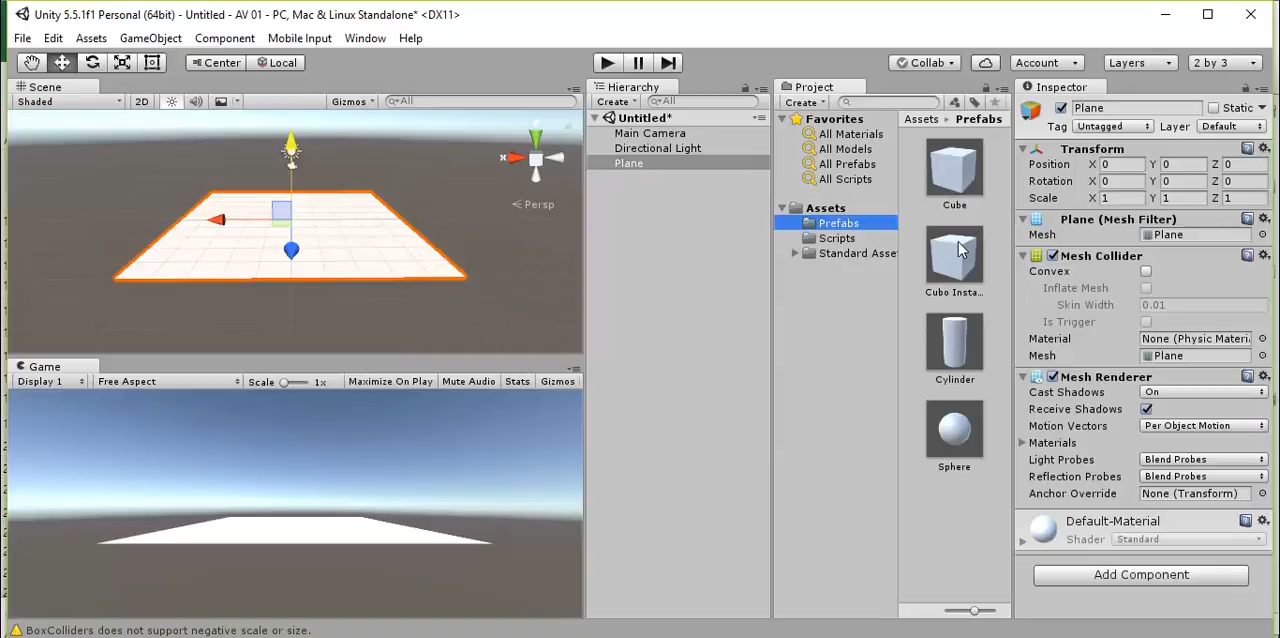 Unity 5.5.1f1 Personal (64bit) - Untitled - AV 01 - PC, Mac & Linux Standalone* <DX11>
File Edit Assets GameObject Component Mobile Input Window Help
Center Local Collab Account Layers 2 by 3
Scene
Shaded 2D Gizmos All
x
Persp
Game
Display 1 Free Aspect Scale 1x Maximize On Play Mute Audio Stats Gizmos
Hierarchy
Create All
Untitled*
Main Camera
Directional Light
Plane
Project
Create
Favorites
All Materials
All Models
All Prefabs
All Scripts
Assets
Prefabs
Scripts
Standard Asse
Assets Prefabs
Cube
Cubo Insta...
Cylinder
Sphere
Inspector
Plane Static
Tag Untagged Layer Default
Transform
Position X 0 Y 0 Z 0
Rotation X 0 Y 0 Z 0
Scale X 1 Y 1 Z 1
Plane (Mesh Filter)
Mesh Plane
Mesh Collider
Convex
Inflate Mesh
Skin Width 0.01
Is Trigger
Material None (Physic Materi
Mesh Plane
Mesh Renderer
Cast Shadows On
Receive Shadows
Motion Vectors Per Object Motion
Materials
Light Probes Blend Probes
Reflection Probes Blend Probes
Anchor Override None (Transform)
Default-Material
Shader Standard
Add Component
BoxColliders does not support negative scale or size.